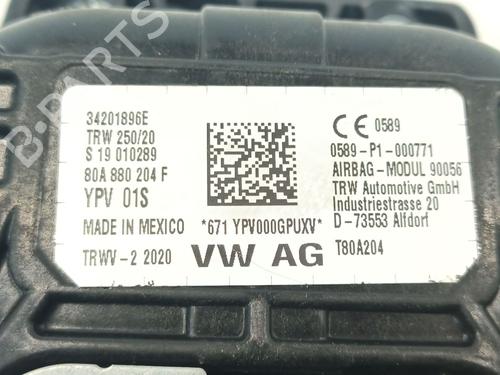 34201896E
TRW 250/20
S 19 010289
80A 880 204 F
YPV 01S
MADE IN MEXICO
*671 YPV000GPUXV*
TRWV-2 2020
VW AG
CE 0589
0589-P1-000771
AIRBAG-MODUL 90056
TRW Automotive GmbH
Industriestrasse 20
D-73553 Alfdorf
T80A204
B-PARTS